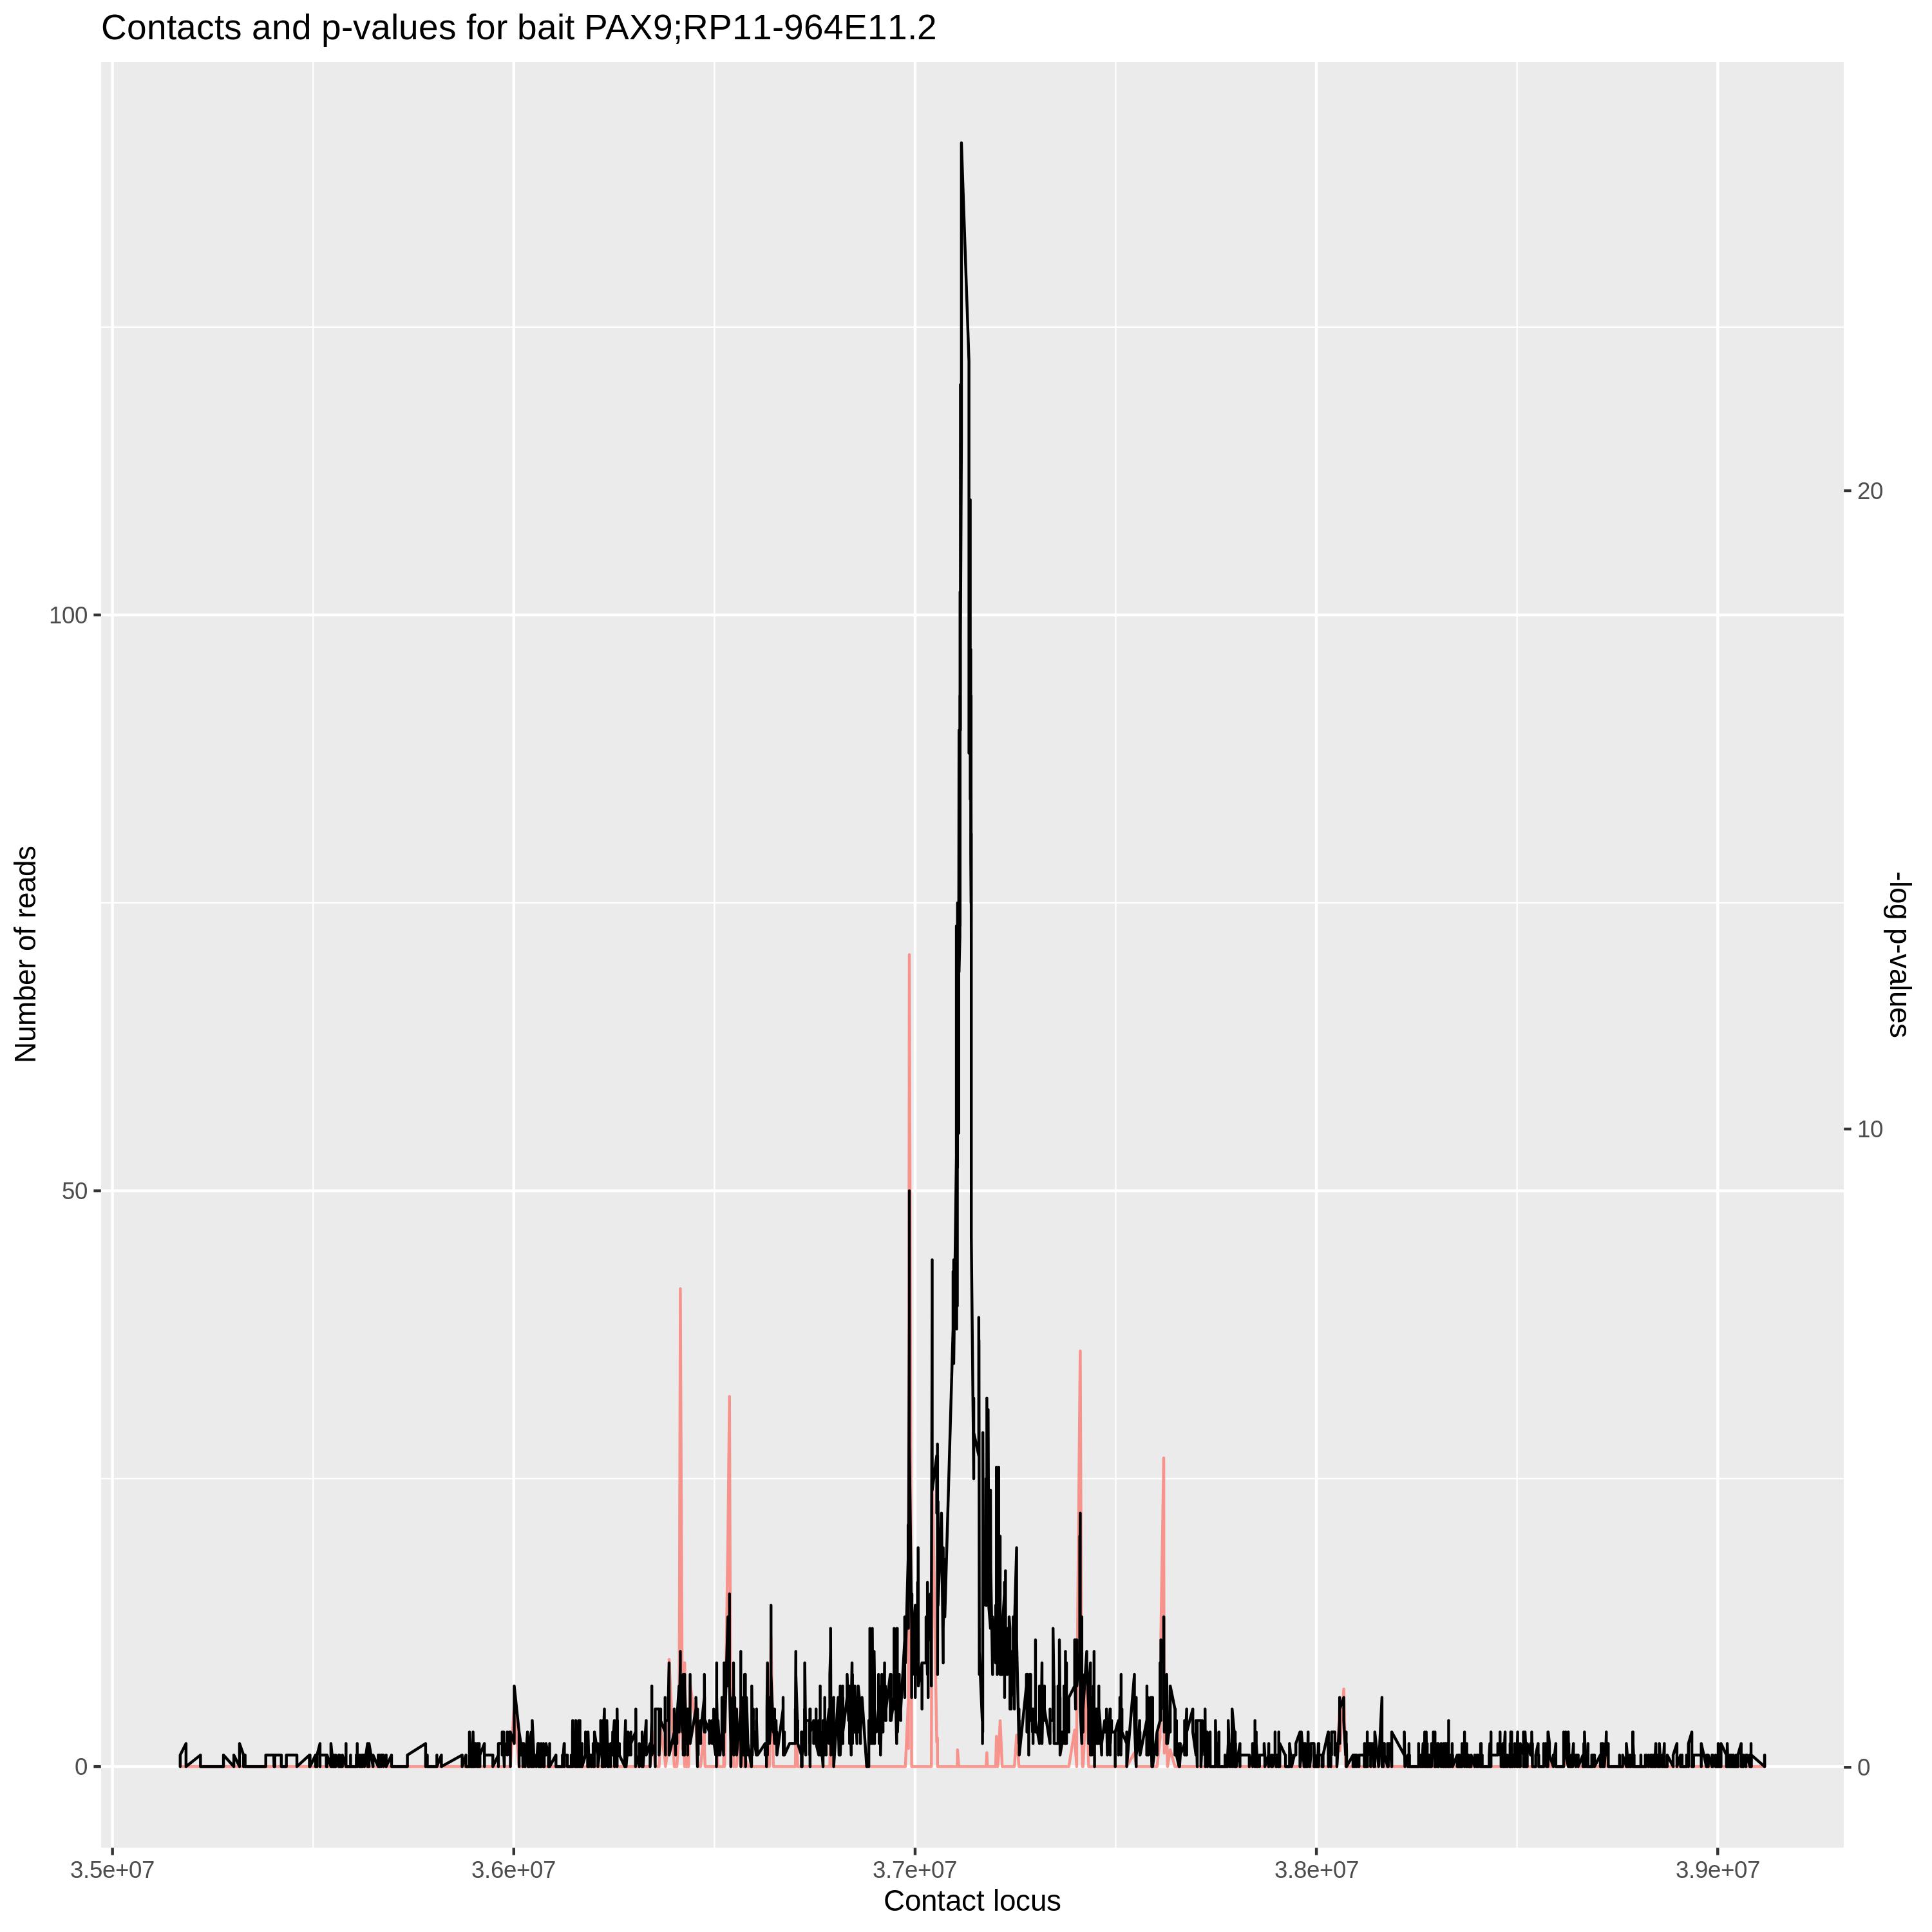 Contacts and p-values for bait PAX9;RP11-964E11.2
Number of reads
100
50
0
20
10
0
-log p-values
3.5e+07 3.6e+07 3.7e+07 3.8e+07 3.9e+07
Contact locus